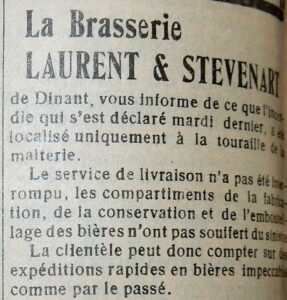 La Brasserie
LAURENT & STEVENART
de Dinant, vous informe de ce que l'incen-
die qui s'est déclaré mardi dernier, a été
localisé uniquement à la touraille de la
malterie.
Le service de livraison n'a pas été inter-
rompu, les compartiments de la fabrica-
tion, de la conservation et de l'embouteil-
lage des bières n'ont pas souffert du sinistre.
La clientèle peut donc compter sur des
expéditions rapides en bières impeccables
comme par le passé.